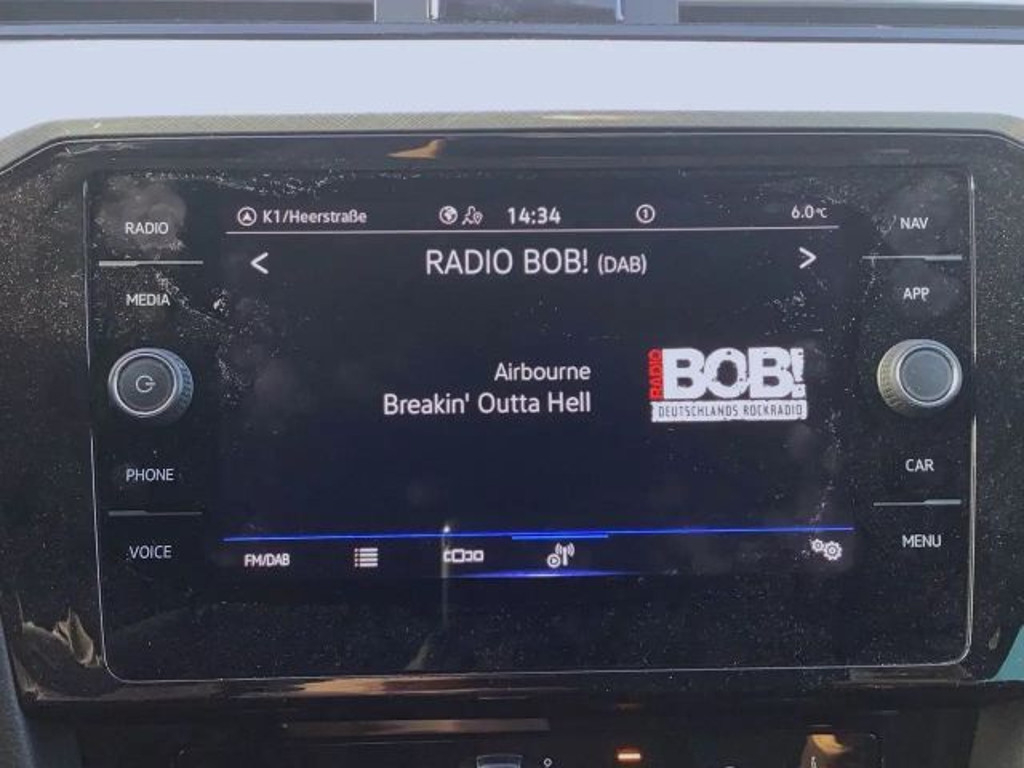 RADIO
MEDIA
PHONE
VOICE
K1/Heerstraße 14:34 1 6.0°C
< RADIO BOB! (DAB) >
Airbourne
Breakin' Outta Hell
RADIO BOB!
DEUTSCHLANDS ROCKRADIO
FM/DAB
NAV
APP
CAR
MENU